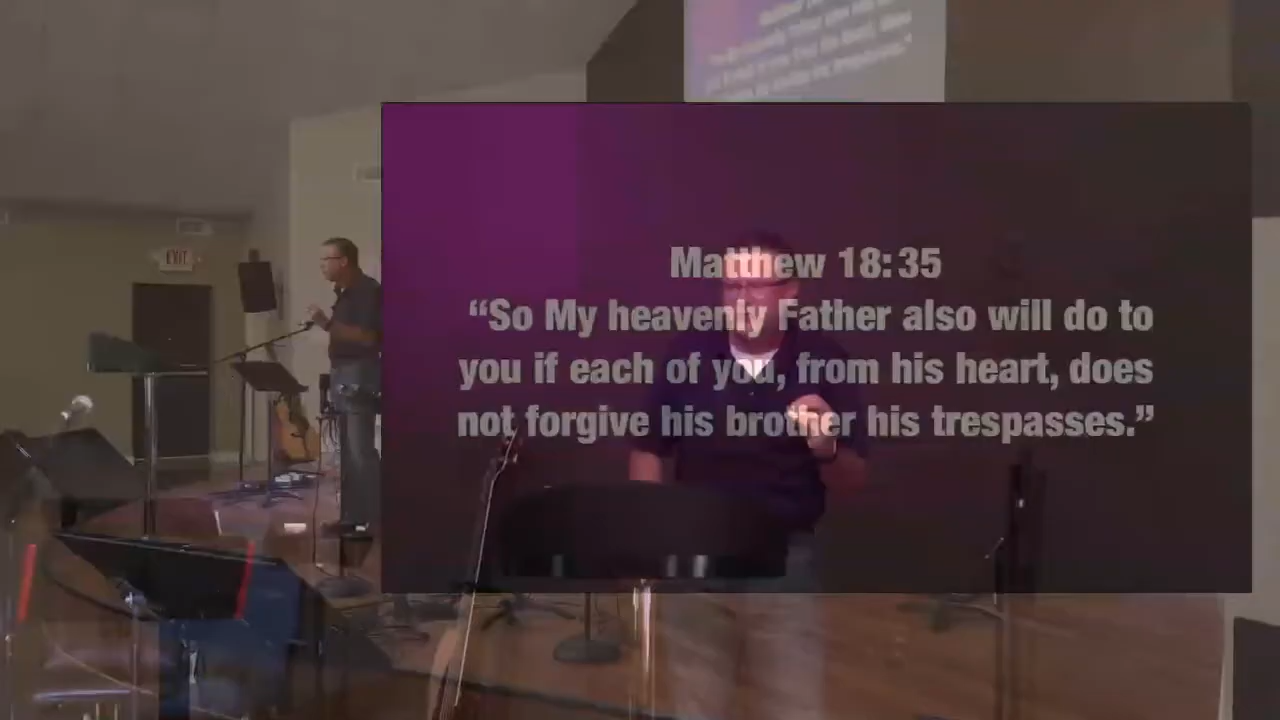 EXIT
Matthew 18:35
“So My heavenly Father also will do to
you if each of you, from his heart, does
not forgive his brother his trespasses.”